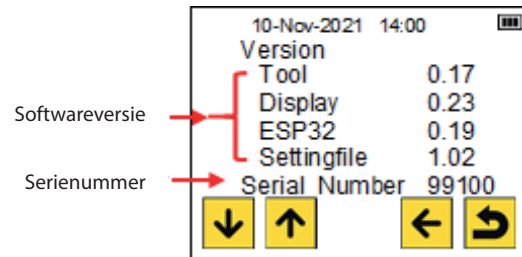 10-Nov-2021 14:00
Version
Tool 0.17
Display 0.23
Softwareversie
ESP32 0.19
Settingfile 1.02
Serienummer
Serial Number 99100